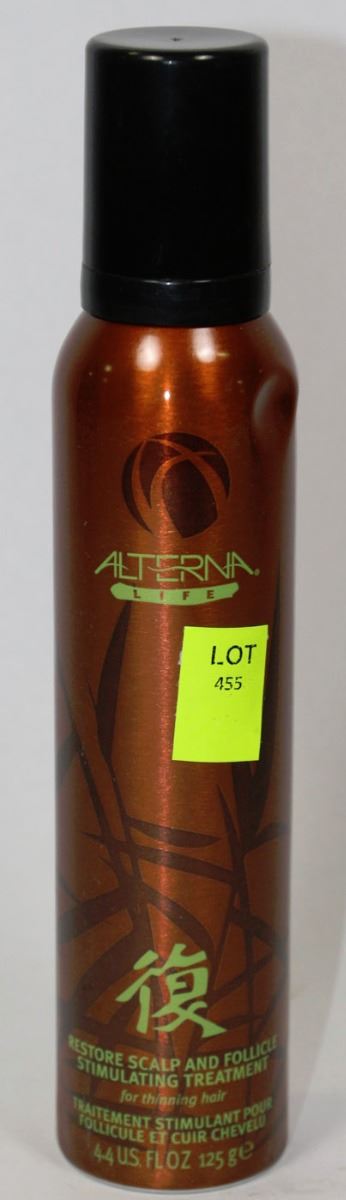 ALTERNA®
LIFE
LOT
455
復
RESTORE SCALP AND FOLLICLE
STIMULATING TREATMENT
for thinning hair
TRAITEMENT STIMULANT POUR
FOLLICULE ET CUIR CHEVELU
4.4 U.S. FL OZ 125 g ℮